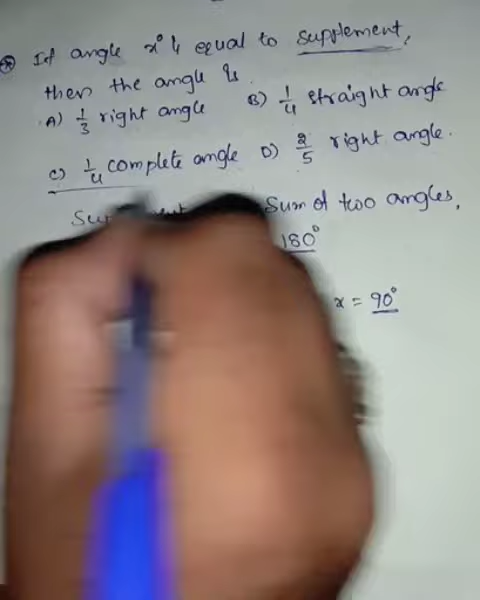 If angle x° is equal to supplement,
then the angle is.
A) 1/3 right angle B) 1/4 straight angle
C) 1/4 complete angle D) 2/5 right angle.
Sum of two angles,
180°
x = 90°